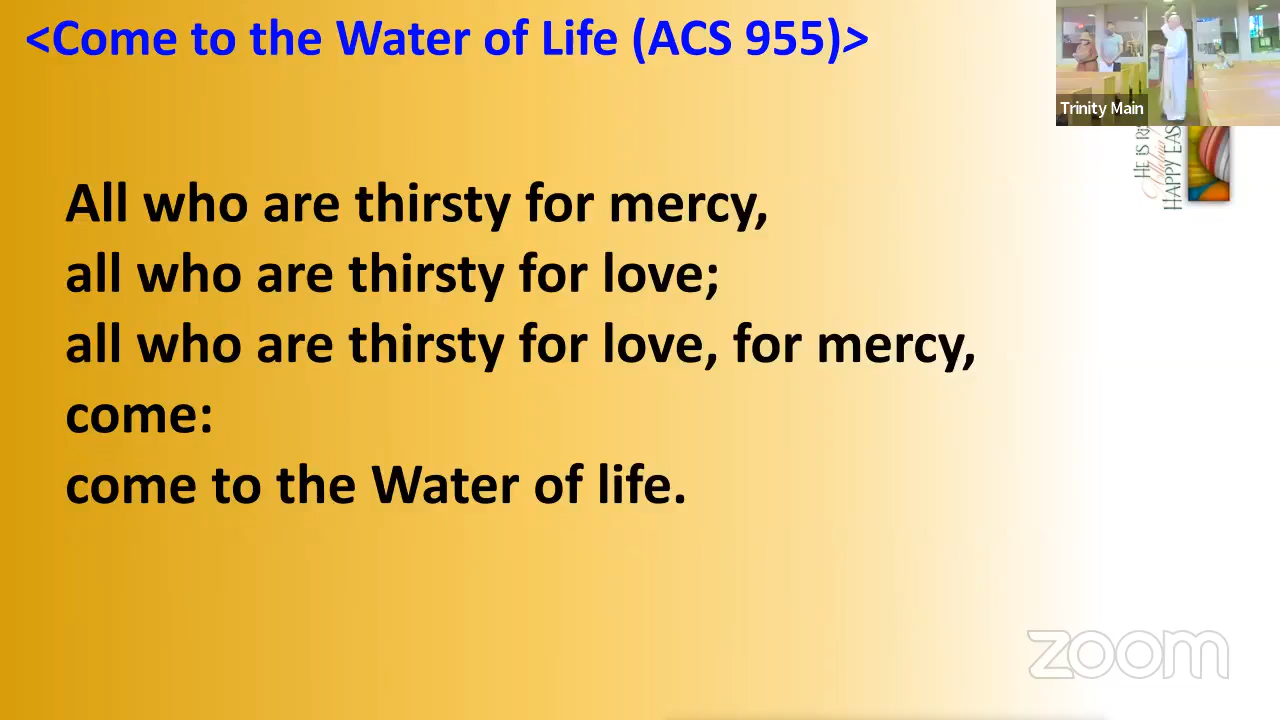 <Come to the Water of Life (ACS 955)>
Trinity Main
HAPPY EAS
All who are thirsty for mercy,
all who are thirsty for love;
all who are thirsty for love, for mercy,
come:
come to the Water of life.
zoom